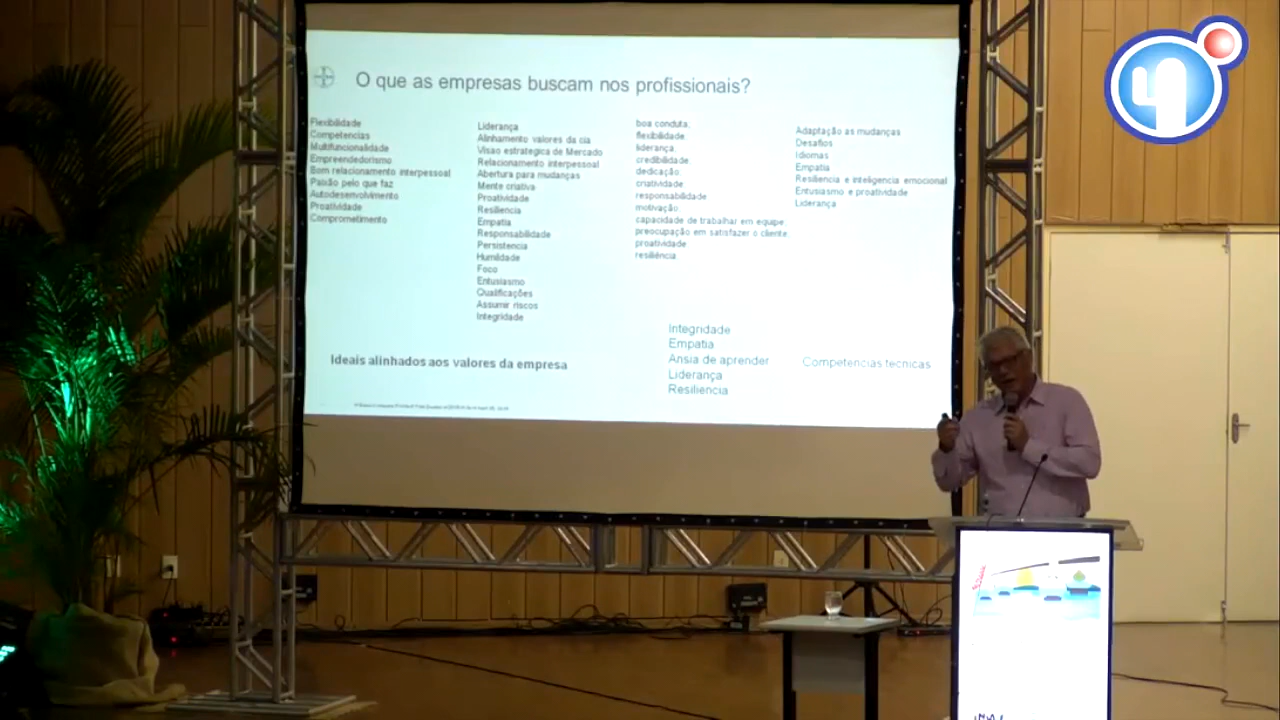 O que as empresas buscam nos profissionais?
Flexibilidade
Competencias
Multifuncionalidade
Empreendedorismo
Bom relacionamento interpessoal
Paixão pelo que faz
Autodesenvolvimento
Proatividade
Comprometimento
Liderança
Alinhamento valores da cia
Visao estrategica de Mercado
Relacionamento interpessoal
Abertura para mudanças
Mente criativa
Proatividade
Resiliencia
Empatia
Responsabilidade
Persistencia
Humildade
Foco
Entusiasmo
Qualificações
Assumir riscos
Integridade
boa conduta,
flexibilidade
liderança,
credibilidade
dedicação,
criatividade
responsabilidade
motivação,
capacidade de trabalhar em equipe,
preocupação em satisfazer o cliente,
proatividade
resiliência
Adaptação as mudanças
Desafios
Idiomas
Empatia
Resiliencia e inteligencia emocional
Entusiasmo e proatividade
Liderança
Ideais alinhados aos valores da empresa
Integridade
Empatia
Ansia de aprender
Liderança
Resiliencia
Competencias tecnicas